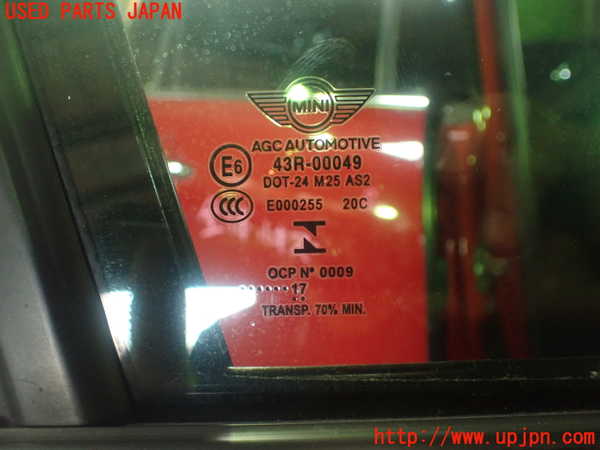 USED PARTS JAPAN
MINI
AGC AUTOMOTIVE
E6 43R-00049
DOT-24 M25 AS2
CCC E000255 20C
OCP N° 0009
••••••17
••
TRANSP. 70% MIN.
http://www.upjpn.com/